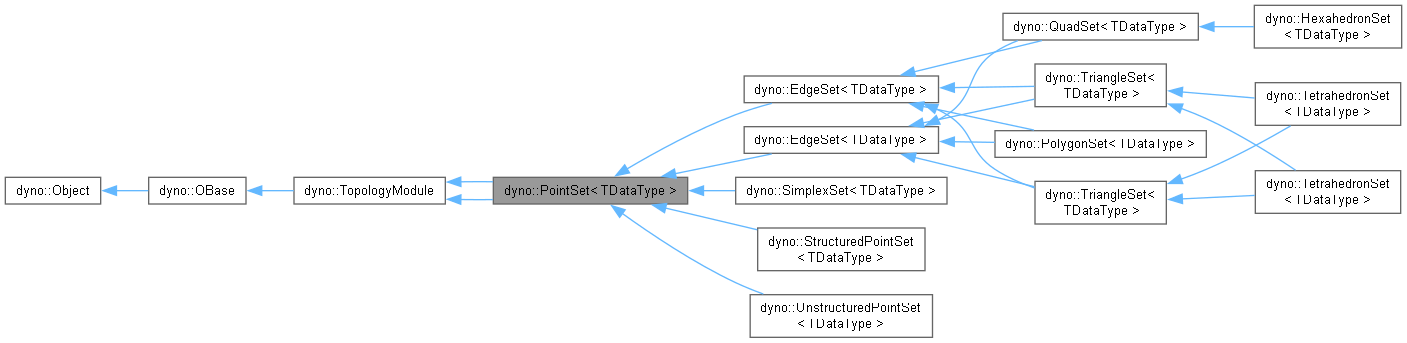 dyno::Object
dyno::OBase
dyno::TopologyModule
dyno::PointSet< TDataType >
dyno::EdgeSet< TDataType >
dyno::EdgeSet< TDataType >
dyno::SimplexSet< TDataType >
dyno::StructuredPointSet
< TDataType >
dyno::UnstructuredPointSet
< TDataType >
dyno::QuadSet< TDataType >
dyno::TriangleSet<
TDataType >
dyno::PolygonSet< TDataType >
dyno::TriangleSet<
TDataType >
dyno::HexahedronSet
< TDataType >
dyno::TetrahedronSet
< TDataType >
dyno::TetrahedronSet
< TDataType >